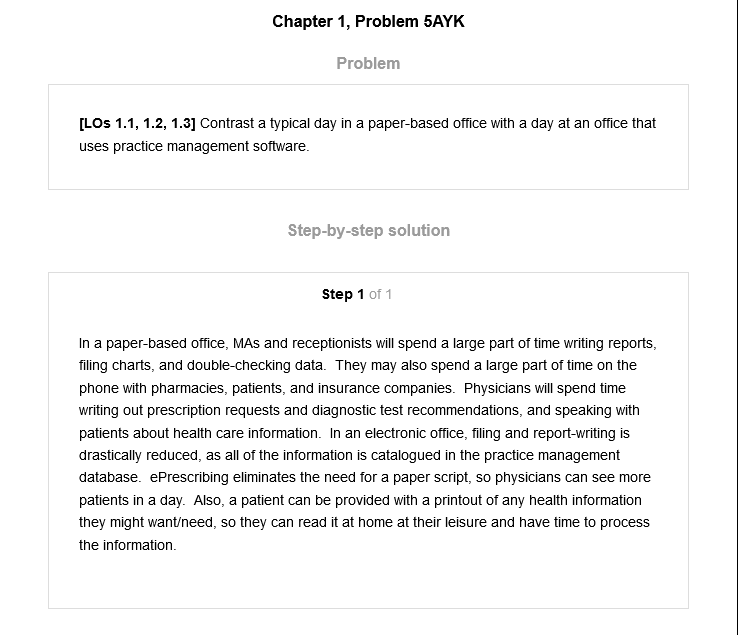 Chapter 1, Problem 5AYK
Problem
[LOs 1.1, 1.2, 1.3] Contrast a typical day in a paper-based office with a day at an office that
uses practice management software.
Step-by-step solution
Step 1 of 1
In a paper-based office, MAs and receptionists will spend a large part of time writing reports,
filing charts, and double-checking data.  They may also spend a large part of time on the
phone with pharmacies, patients, and insurance companies.  Physicians will spend time
writing out prescription requests and diagnostic test recommendations, and speaking with
patients about health care information.  In an electronic office, filing and report-writing is
drastically reduced, as all of the information is catalogued in the practice management
database.  ePrescribing eliminates the need for a paper script, so physicians can see more
patients in a day.  Also, a patient can be provided with a printout of any health information
they might want/need, so they can read it at home at their leisure and have time to process
the information.